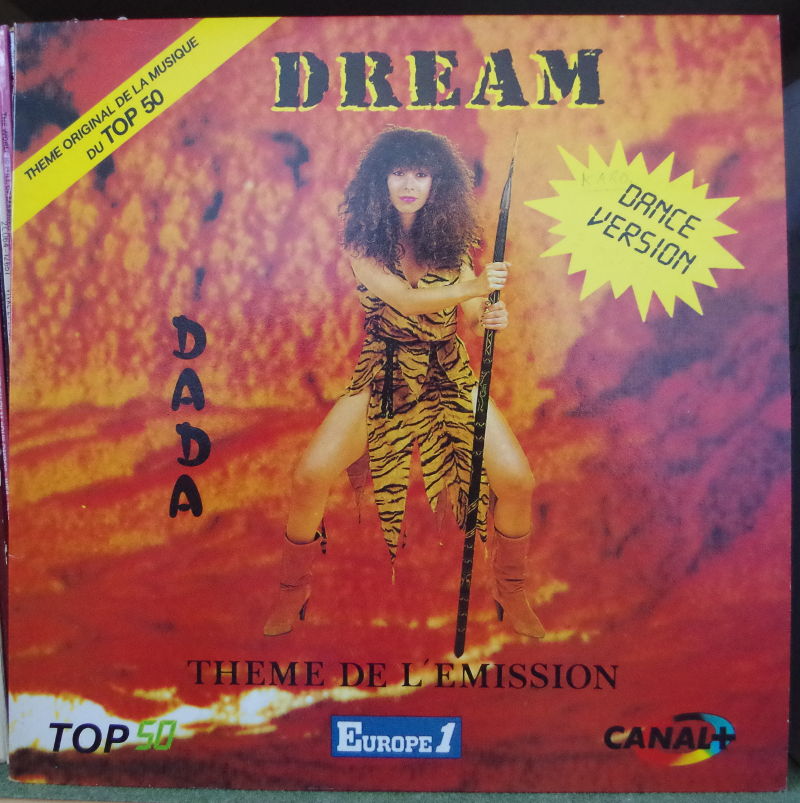 THEME ORIGINAL DE LA MUSIQUE
DU TOP 50
DREAM
DANCE
VERSION
DADA
THEME DE L'EMISSION
TOP 50
EUROPE 1
CANAL+